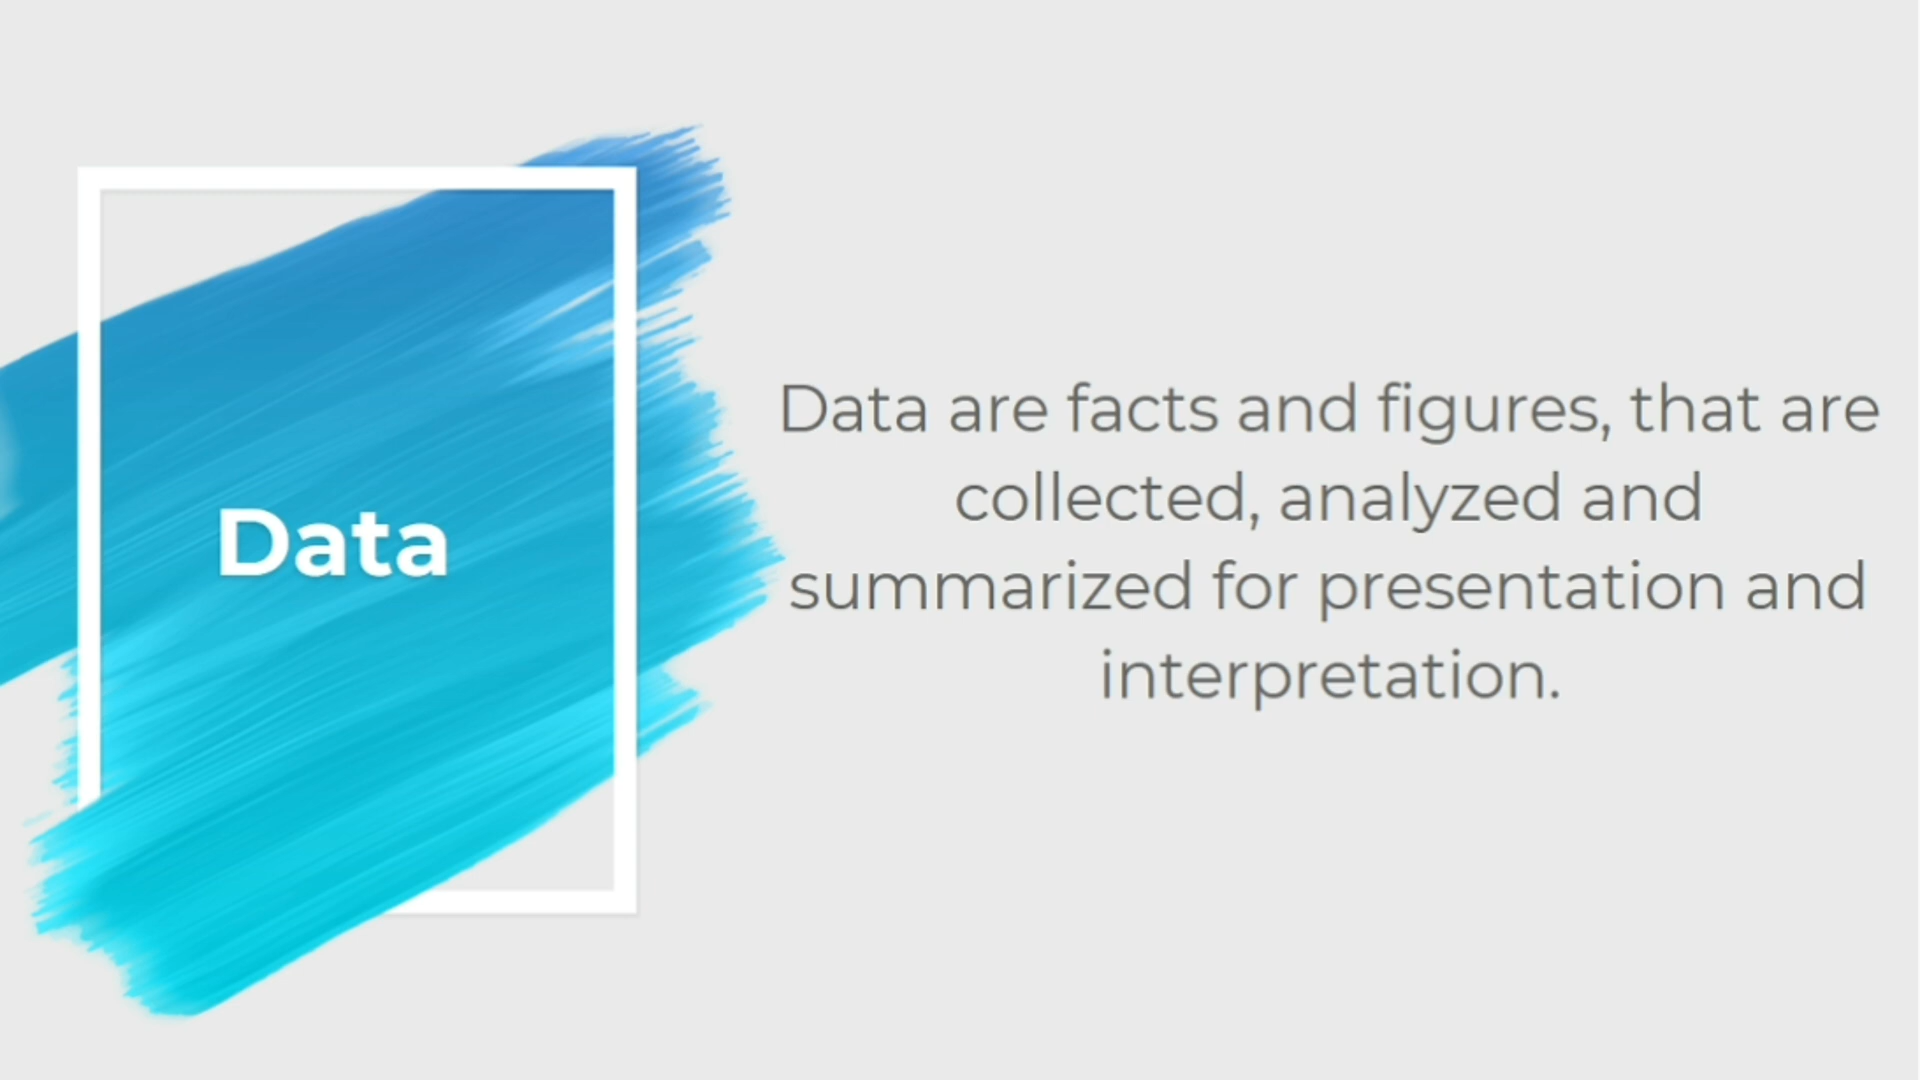 Data
Data are facts and figures, that are
collected, analyzed and
summarized for presentation and
interpretation.